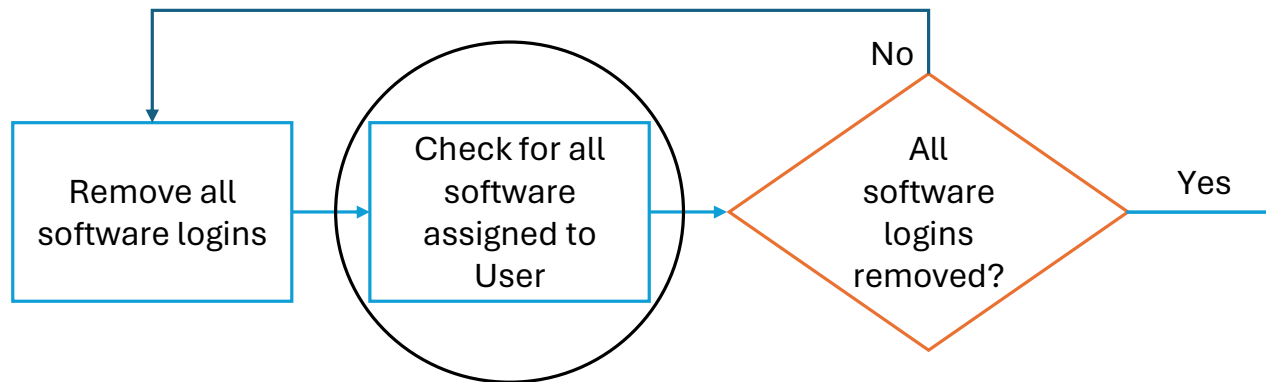 No
Remove all
software logins
Check for all
software
assigned to
User
All
software
logins
removed?
Yes